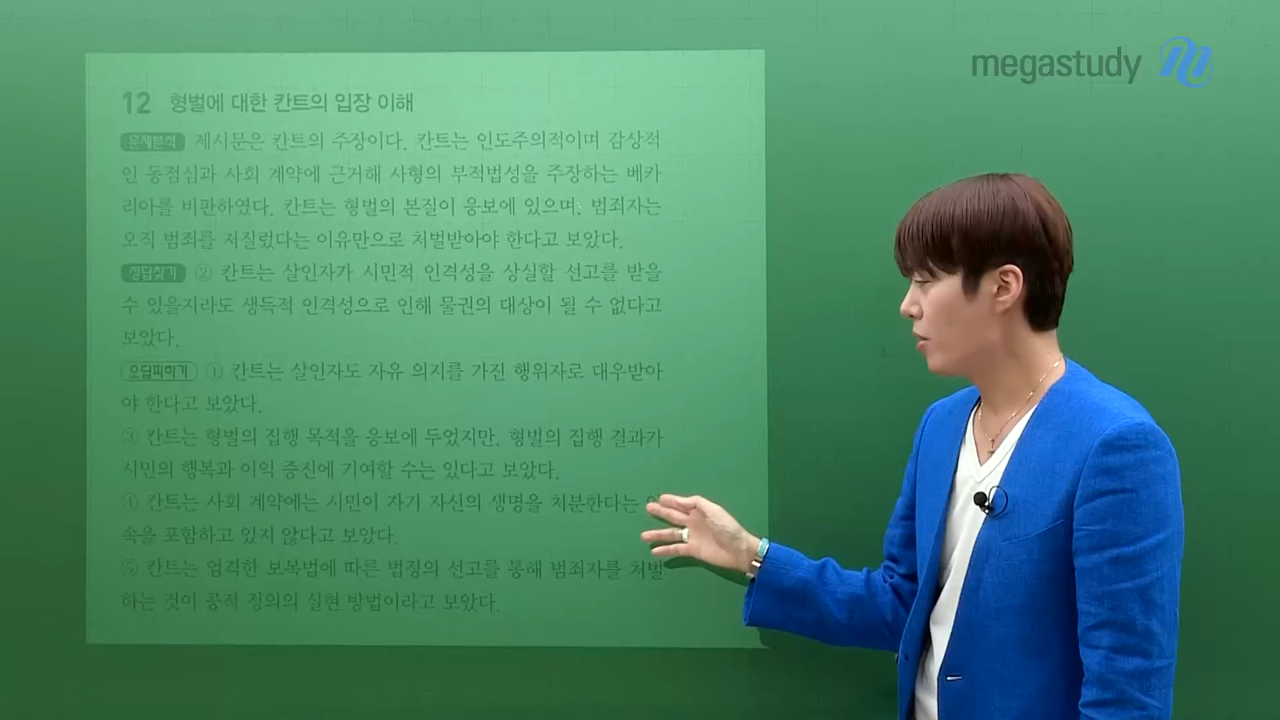 megastudy
12 형벌에 대한 칸트의 입장 이해
문제분석 제시문은 칸트의 주장이다. 칸트는 인도주의적이며 감상적
인 동점심과 사회 계약에 근거해 사형의 부적법성을 주장하는 베카
리아를 비판하였다. 칸트는 형벌의 본질이 응보에 있으며, 범죄자는
오직 범죄를 저질렀다는 이유만으로 처벌받아야 한다고 보았다.
정답찾기 ② 칸트는 살인자가 시민적 인격성을 상실할 선고를 받을
수 있을지라도 생득적 인격성으로 인해 물권의 대상이 될 수 없다고
보았다.
오답피하기 ① 칸트는 살인자도 자유 의지를 가진 행위자로 대우받아
야 한다고 보았다.
③ 칸트는 형벌의 집행 목적을 응보에 두었지만, 형벌의 집행 결과가
시민의 행복과 이익 증진에 기여할 수는 있다고 보았다.
④ 칸트는 사회 계약에는 시민이 자기 자신의 생명을 처분한다는
속을 포함하고 있지 않다고 보았다.
⑤ 칸트는 엄격한 보복법에 따른 법정의 선고를 통해 범죄자를 처벌
하는 것이 공적 정의의 실현 방법이라고 보았다.